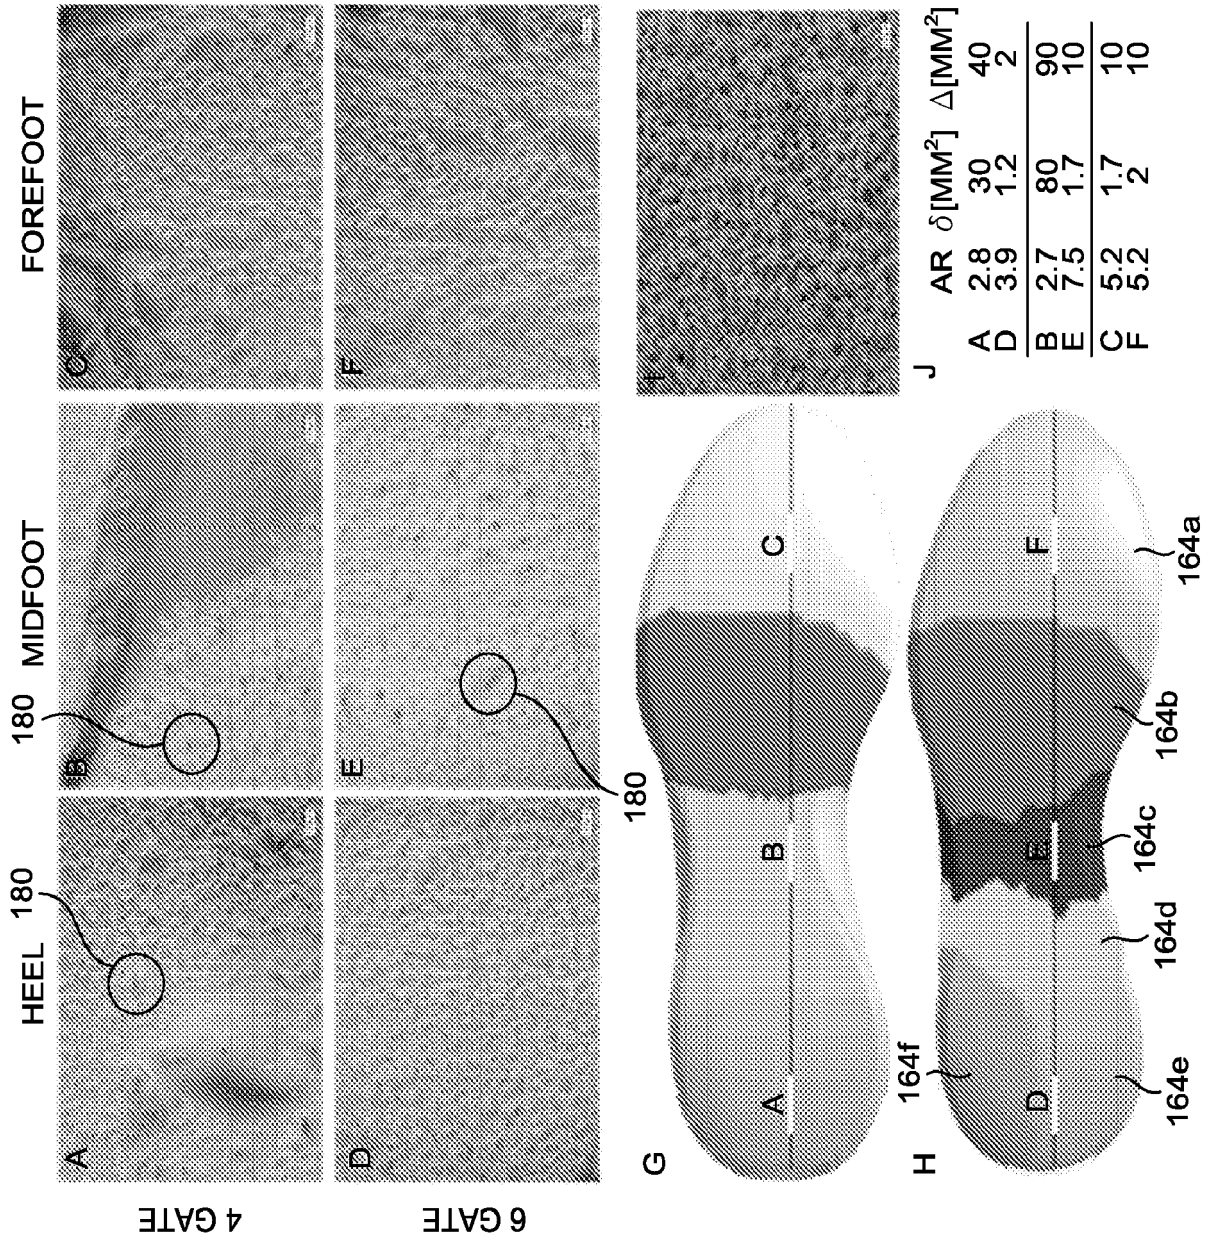 HEEL MIDFOOT FOREFOOT
180 180
A B C
4 GATE
D E F
6 GATE
180
G A B C
I
164f
H D E F
164e 164d 164c 164b 164a
J
AR δ[MM²] Δ[MM²]
A 2.8 30 40
D 3.9 1.2 2
B 2.7 80 90
E 7.5 1.7 10
C 5.2 1.7 10
F 5.2 2 10